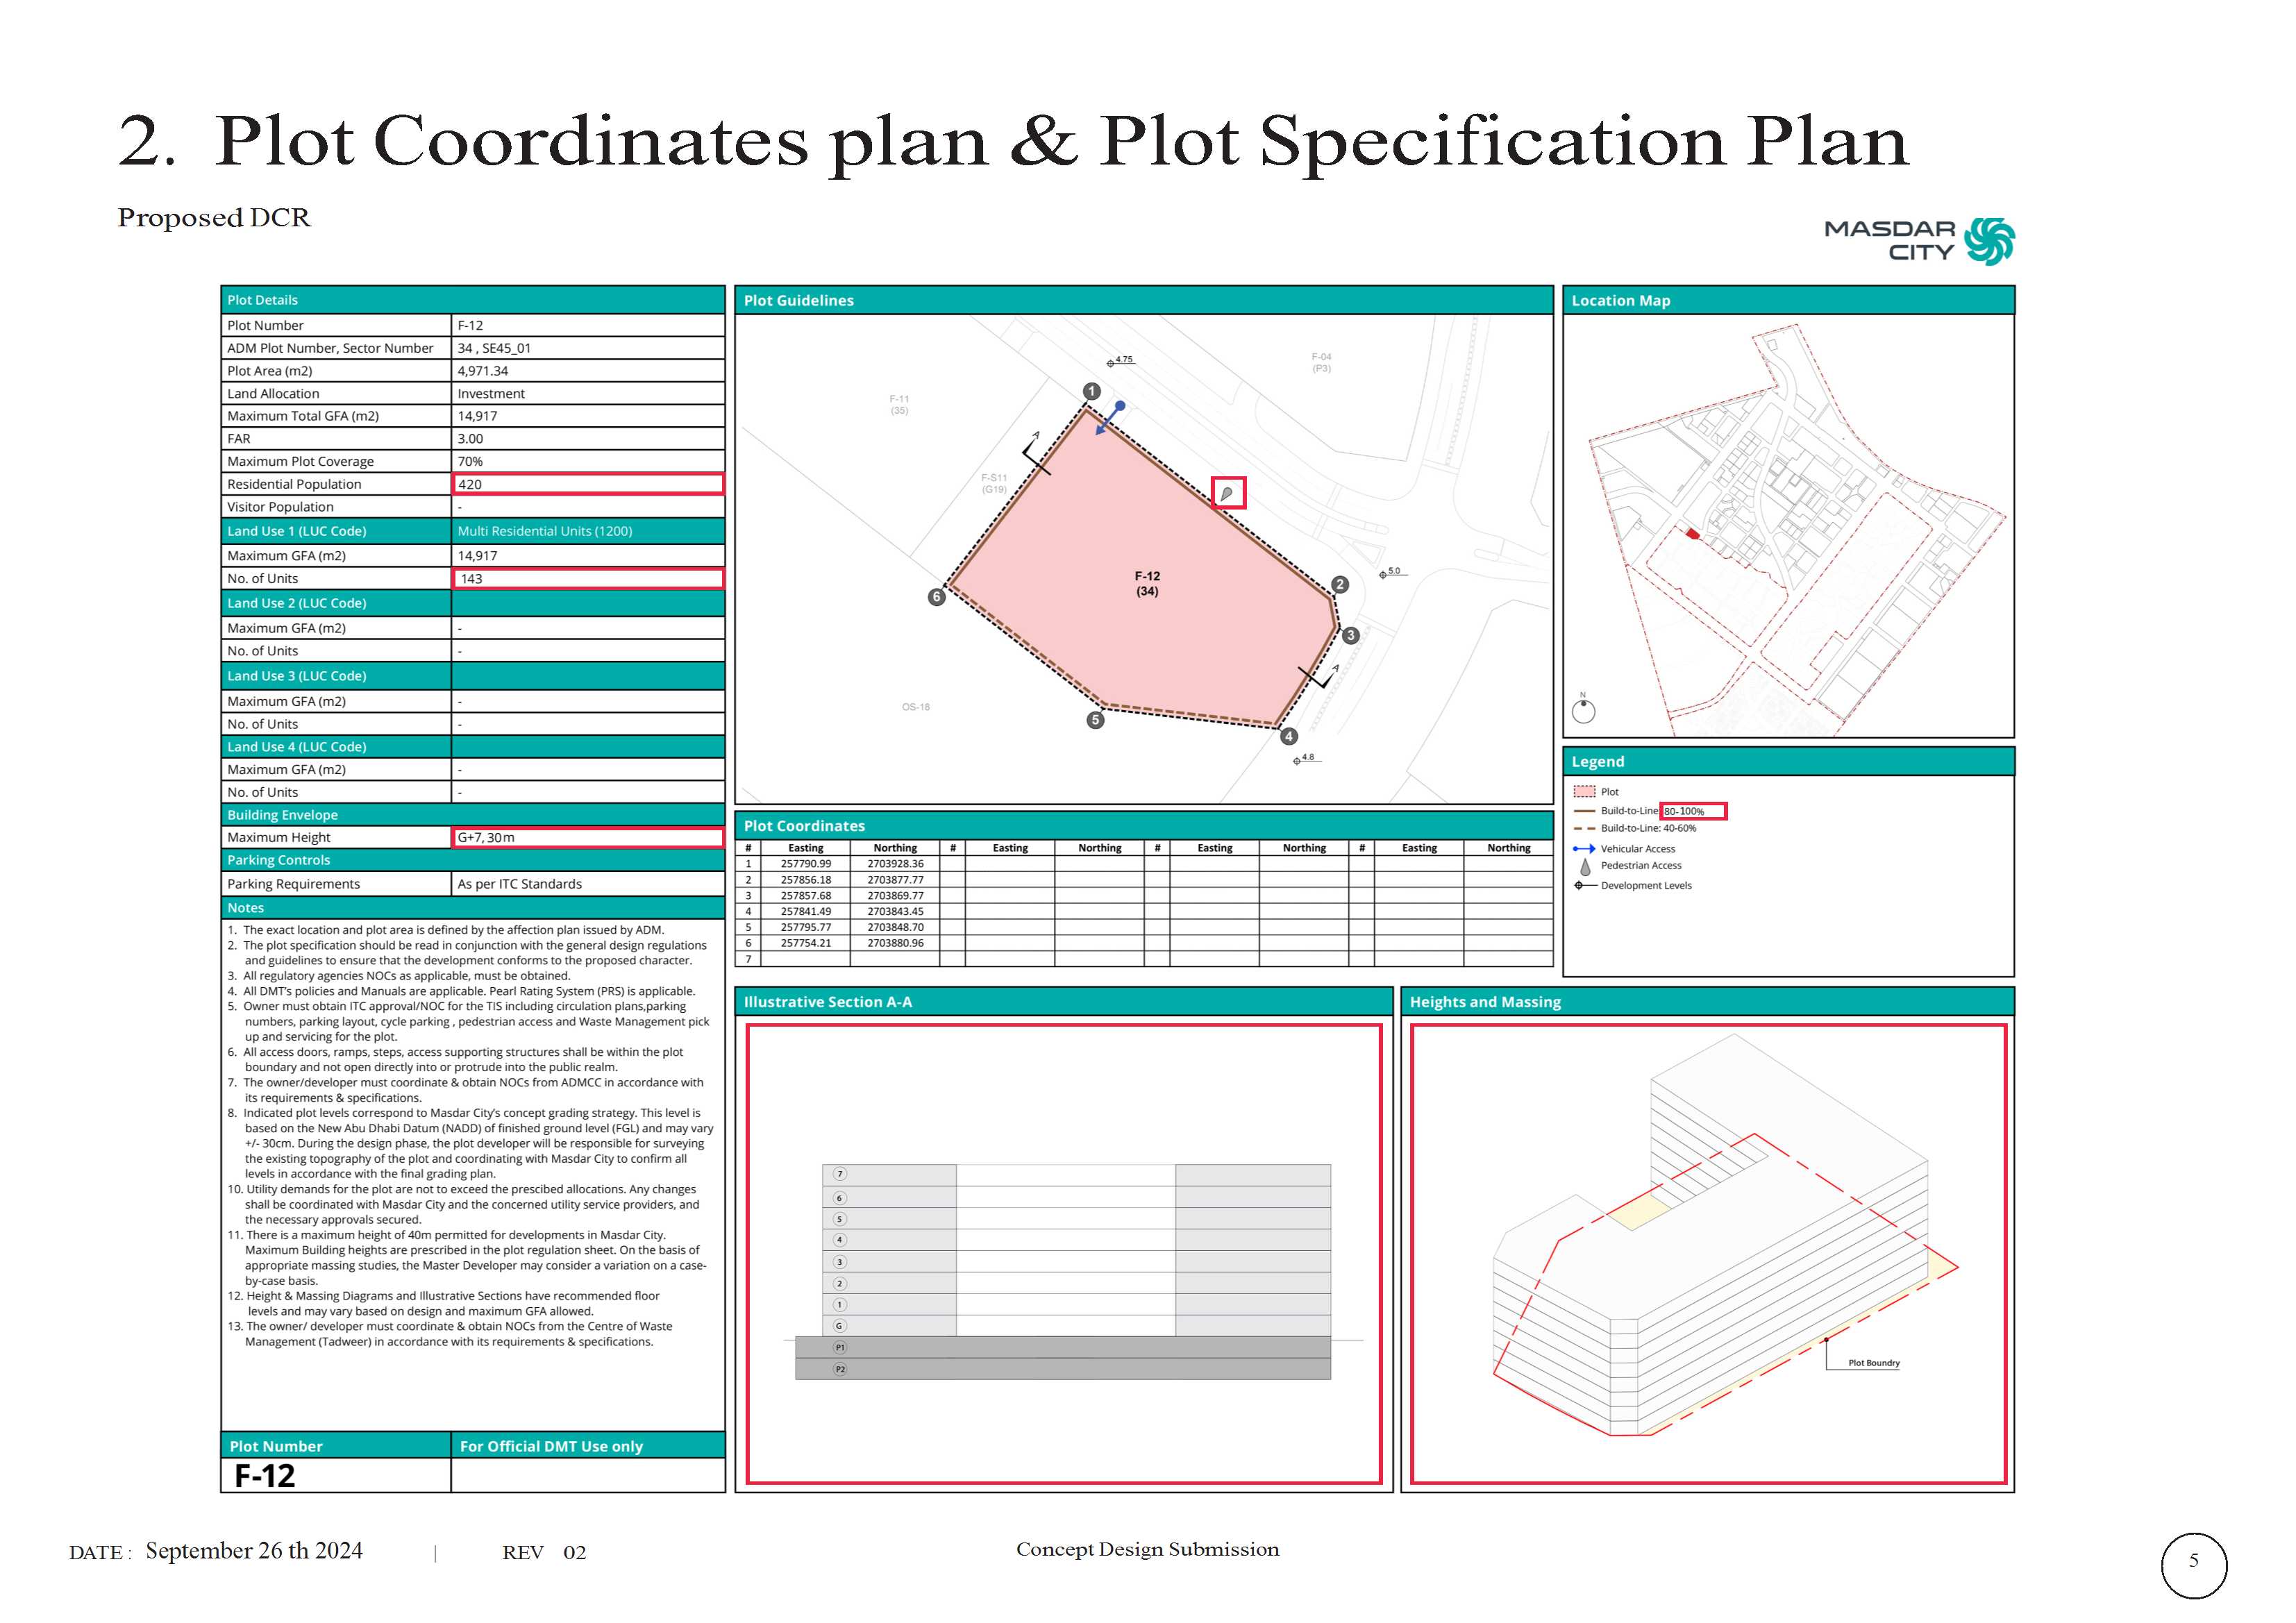 2. Plot Coordinates plan & Plot Specification Plan
Proposed DCR
MASDAR
CITY
Plot Details
Plot Number F-12
ADM Plot Number, Sector Number 34 , SE45_01
Plot Area (m2) 4,971.34
Land Allocation Investment
Maximum Total GFA (m2) 14,917
FAR 3.00
Maximum Plot Coverage 70%
Residential Population 420
Visitor Population -
Land Use 1 (LUC Code) Multi Residential Units (1200)
Maximum GFA (m2) 14,917
No. of Units 143
Land Use 2 (LUC Code)
Maximum GFA (m2) -
No. of Units -
Land Use 3 (LUC Code)
Maximum GFA (m2) -
No. of Units -
Land Use 4 (LUC Code)
Maximum GFA (m2) -
No. of Units -
Building Envelope
Maximum Height G+7, 30m
Parking Controls
Parking Requirements As per ITC Standards
Notes
1. The exact location and plot area is defined by the affection plan issued by ADM.
2. The plot specification should be read in conjunction with the general design regulations
and guidelines to ensure that the development conforms to the proposed character.
3. All regulatory agencies NOCs as applicable, must be obtained.
4. All DMT's policies and Manuals are applicable. Pearl Rating System (PRS) is applicable.
5. Owner must obtain ITC approval/NOC for the TIS including circulation plans,parking
numbers, parking layout, cycle parking , pedestrian access and Waste Management pick
up and servicing for the plot.
6. All access doors, ramps, steps, access supporting structures shall be within the plot
boundary and not open directly into or protrude into the public realm.
7. The owner/developer must coordinate & obtain NOCs from ADMCC in accordance with
its requirements & specifications.
8. Indicated plot levels correspond to Masdar City's concept grading strategy. This level is
based on the New Abu Dhabi Datum (NADD) of finished ground level (FGL) and may vary
+/- 30cm. During the design phase, the plot developer will be responsible for surveying
the existing topography of the plot and coordinating with Masdar City to confirm all
levels in accordance with the final grading plan.
10. Utility demands for the plot are not to exceed the prescibed allocations. Any changes
shall be coordinated with Masdar City and the concerned utility service providers, and
the necessary approvals secured.
11. There is a maximum height of 40m permitted for developments in Masdar City.
Maximum Building heights are prescribed in the plot regulation sheet. On the basis of
appropriate massing studies, the Master Developer may consider a variation on a case-
by-case basis.
12. Height & Massing Diagrams and Illustrative Sections have recommended floor
levels and may vary based on design and maximum GFA allowed.
13. The owner/ developer must coordinate & obtain NOCs from the Centre of Waste
Management (Tadweer) in accordance with its requirements & specifications.
Plot Number For Official DMT Use only
F-12
Plot Guidelines
4.75
F-04
(P3)
1
F-11
(35)
A
F-S11
(G19)
F-12
(34)
5.0
2
6
3
A
OS-18
5
4
4.8
Plot Coordinates
# Easting Northing # Easting Northing # Easting Northing # Easting Northing
1 257790.99 2703928.36
2 257856.18 2703877.77
3 257857.68 2703869.77
4 257841.49 2703843.45
5 257795.77 2703848.70
6 257754.21 2703880.96
7
Location Map
N
Legend
Plot
Build-to-Line: 80-100%
Build-to-Line: 40-60%
Vehicular Access
Pedestrian Access
Development Levels
Illustrative Section A-A
7
6
5
4
3
2
1
G
P1
P2
Heights and Massing
Plot Boundry
DATE : September 26 th 2024 | REV 02
Concept Design Submission
5